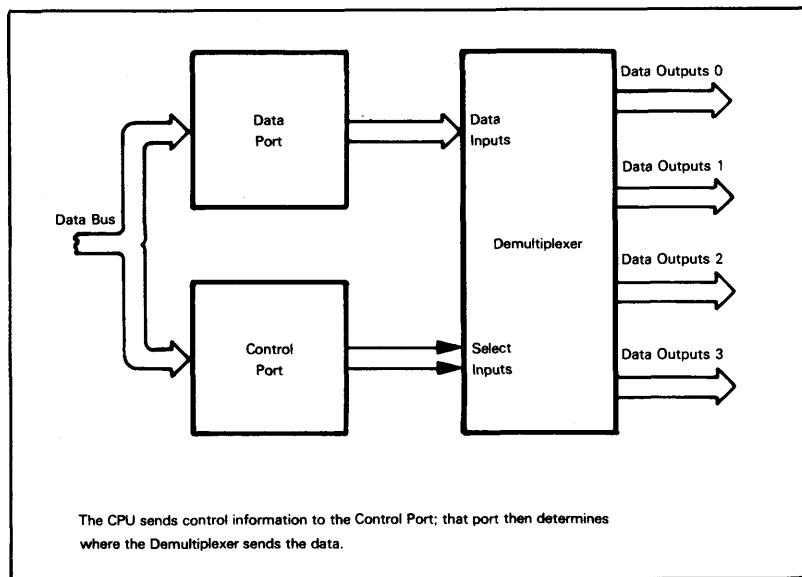 Data Outputs 0
Data
Port
Data
Inputs
Data Outputs 1
Data Bus
Demultiplexer
Data Outputs 2
Control
Port
Select
Inputs
Data Outputs 3
The CPU sends control information to the Control Port; that port then determines
where the Demultiplexer sends the data.